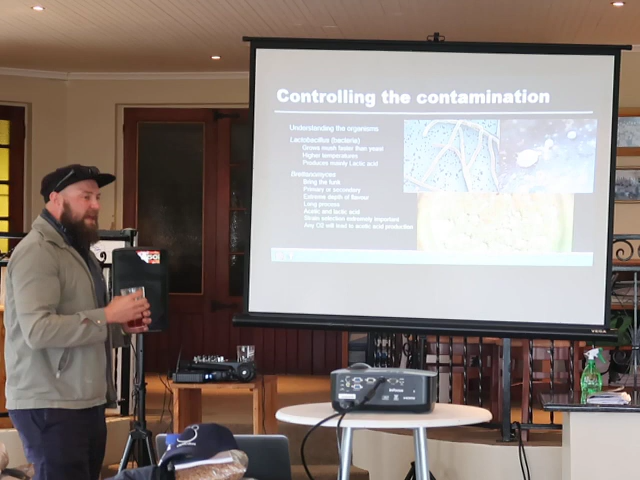 Controlling the contamination
Understanding the organisms
Lactobacillus (bacteria)
Grows much faster than yeast
Higher temperatures
Produces mainly Lactic acid
Brettanomyces
Bring the funk
Primary or secondary
Extreme depth of flavour
Long process
Acetic and lactic acid
Strain selection extremely important
Any O2 will lead to acetic acid production
VEGA